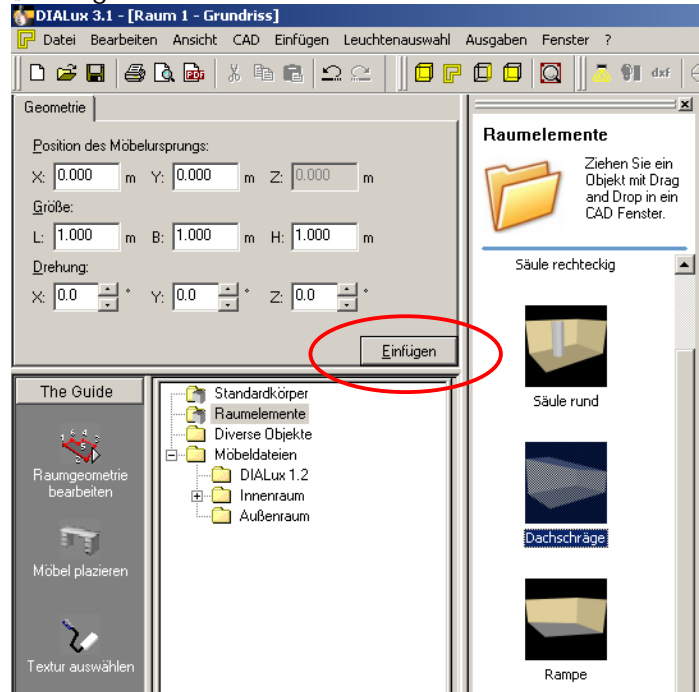 DIALux 3.1 - [Raum 1 - Grundriss]
Datei Bearbeiten Ansicht CAD Einfügen Leuchtenauswahl Ausgaben Fenster ?
dxf
Geometrie
Position des Möbelursprungs:
X: 0.000 m Y: 0.000 m Z: 0.000 m
Größe:
L: 1.000 m B: 1.000 m H: 1.000 m
Drehung:
X: 0.0 ° Y: 0.0 ° Z: 0.0 °
Einfügen
The Guide
Raumgeometrie
bearbeiten
Möbel plazieren
Textur auswählen
Standardkörper
Raumelemente
Diverse Objekte
Möbeldateien
DIALux 1.2
Innenraum
Außenraum
Raumelemente
Ziehen Sie ein
Objekt mit Drag
and Drop in ein
CAD Fenster.
Säule rechteckig
Säule rund
Dachschräge
Rampe